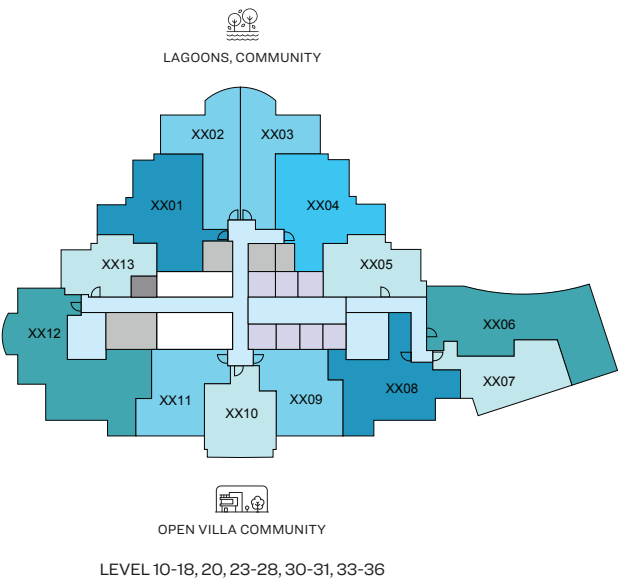 LAGOONS, COMMUNITY
XX02
XX03
XX01
XX04
XX13
XX05
XX12
XX06
XX07
XX08
XX11
XX10
XX09
OPEN VILLA COMMUNITY
LEVEL 10-18, 20, 23-28, 30-31, 33-36